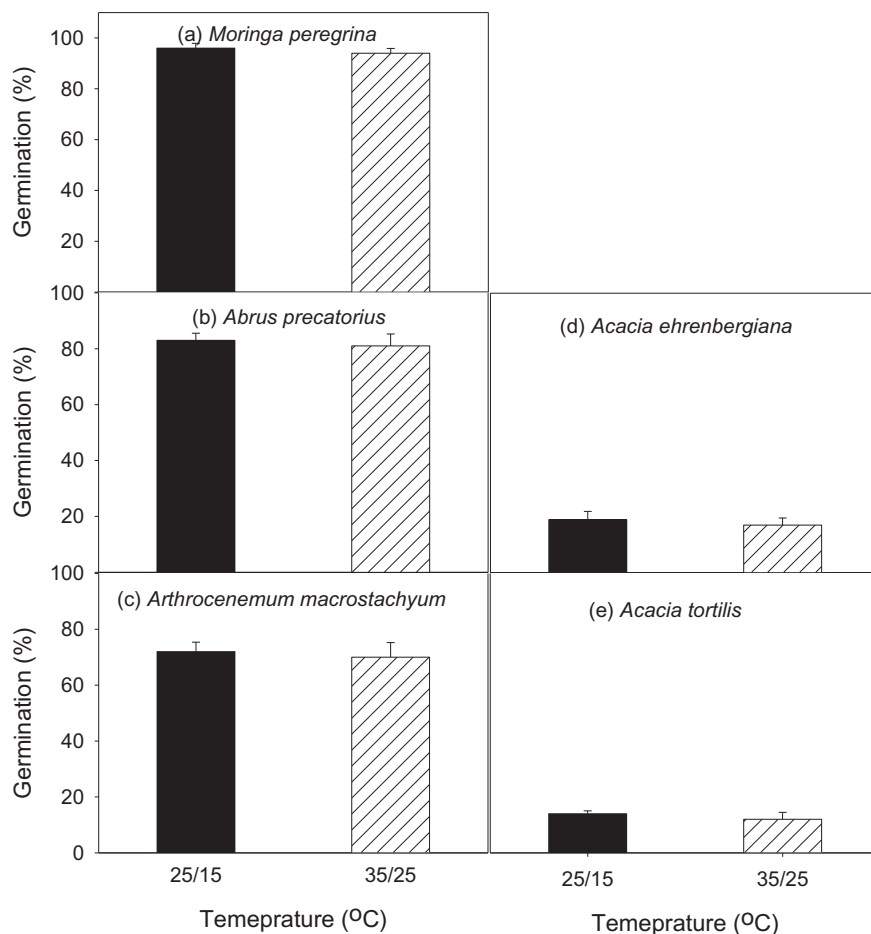 (a) Moringa peregrina
Germination (%)
100
80
60
40
20
(b) Abrus precatorius
Germination (%)
100
80
60
40
20
(d) Acacia ehrenbergiana
(c) Arthrocenemum macrostachyum
Germination (%)
100
80
60
40
20
0
25/15 35/25
Temeprature (ºC)
(e) Acacia tortilis
25/15 35/25
Temeprature (ºC)